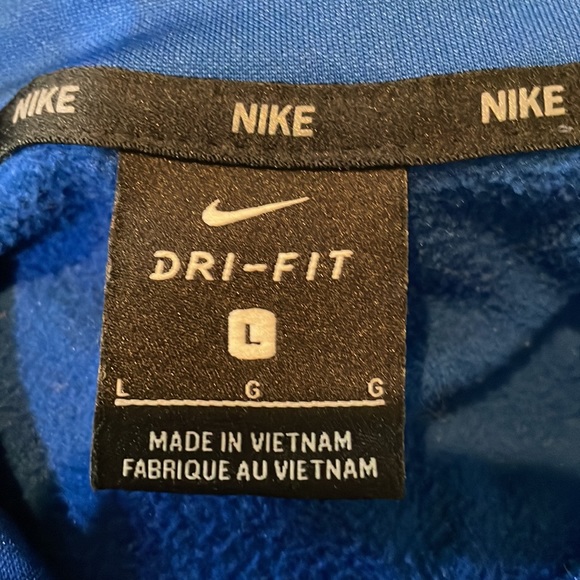 NIKE NIKE NIKE
DRI-FIT
L
L G G
MADE IN VIETNAM
FABRIQUE AU VIETNAM